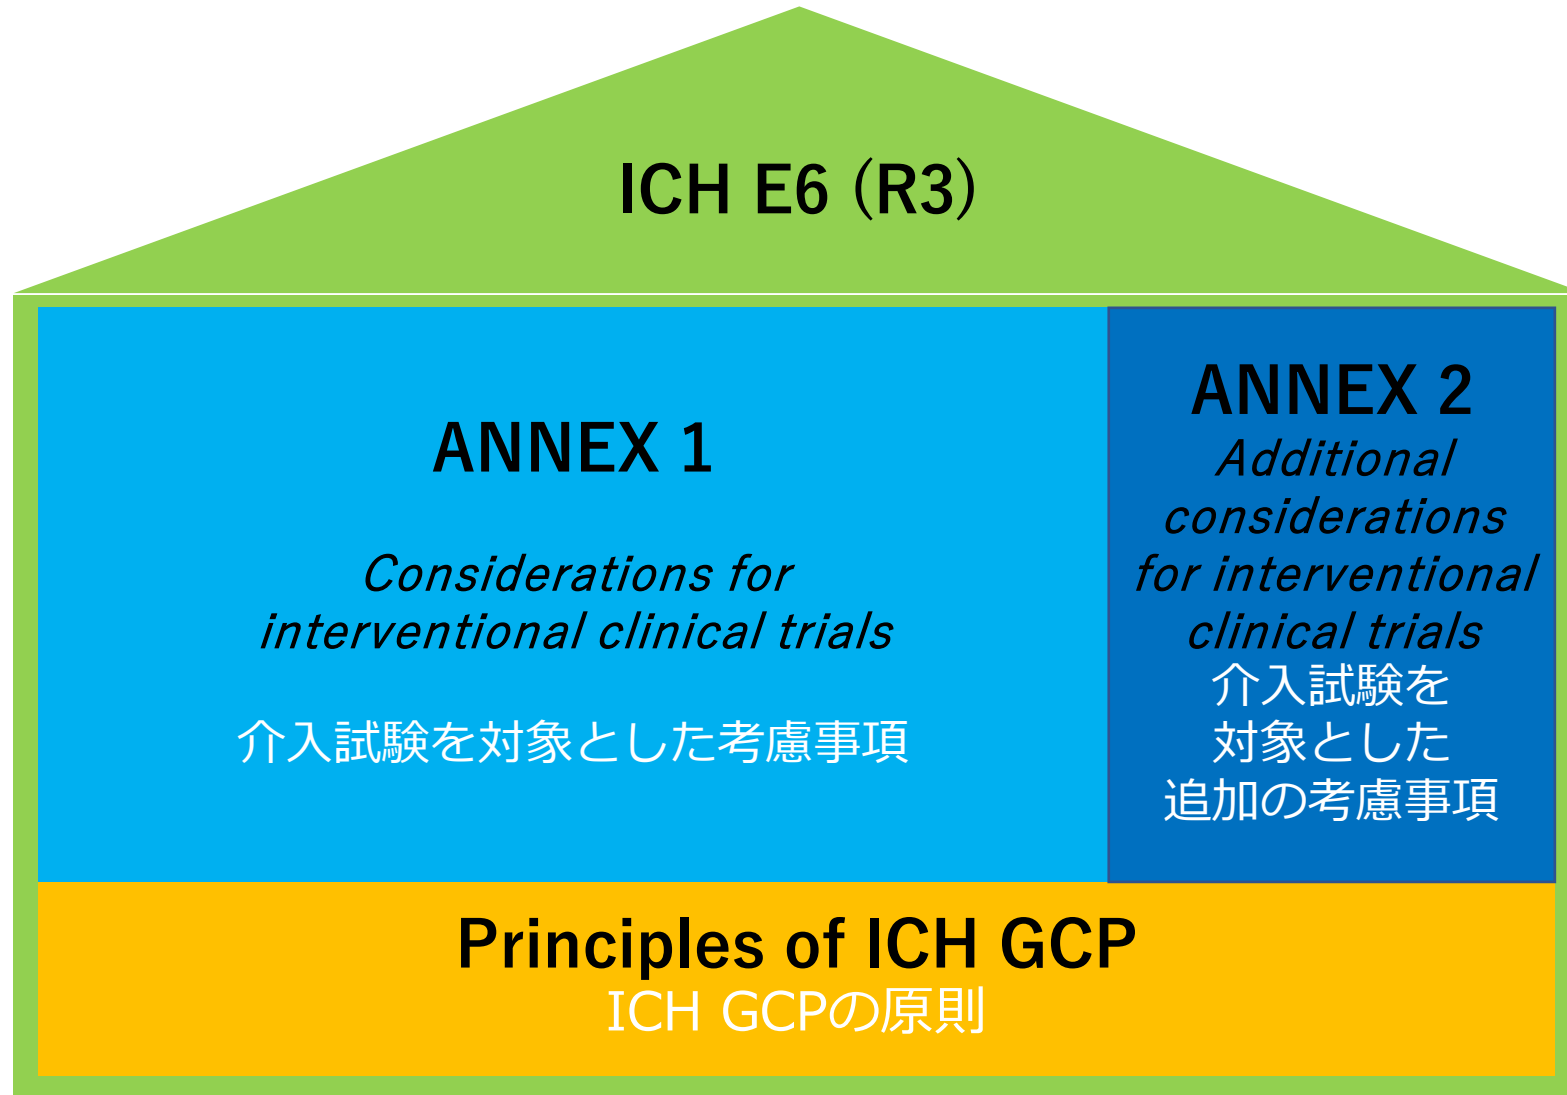 ICH E6 (R3)
ANNEX 1
Considerations for
interventional clinical trials
介入試験を対象とした考慮事項
ANNEX 2
Additional
considerations
for interventional
clinical trials
介入試験を
対象とした
追加の考慮事項
Principles of ICH GCP
ICH GCPの原則